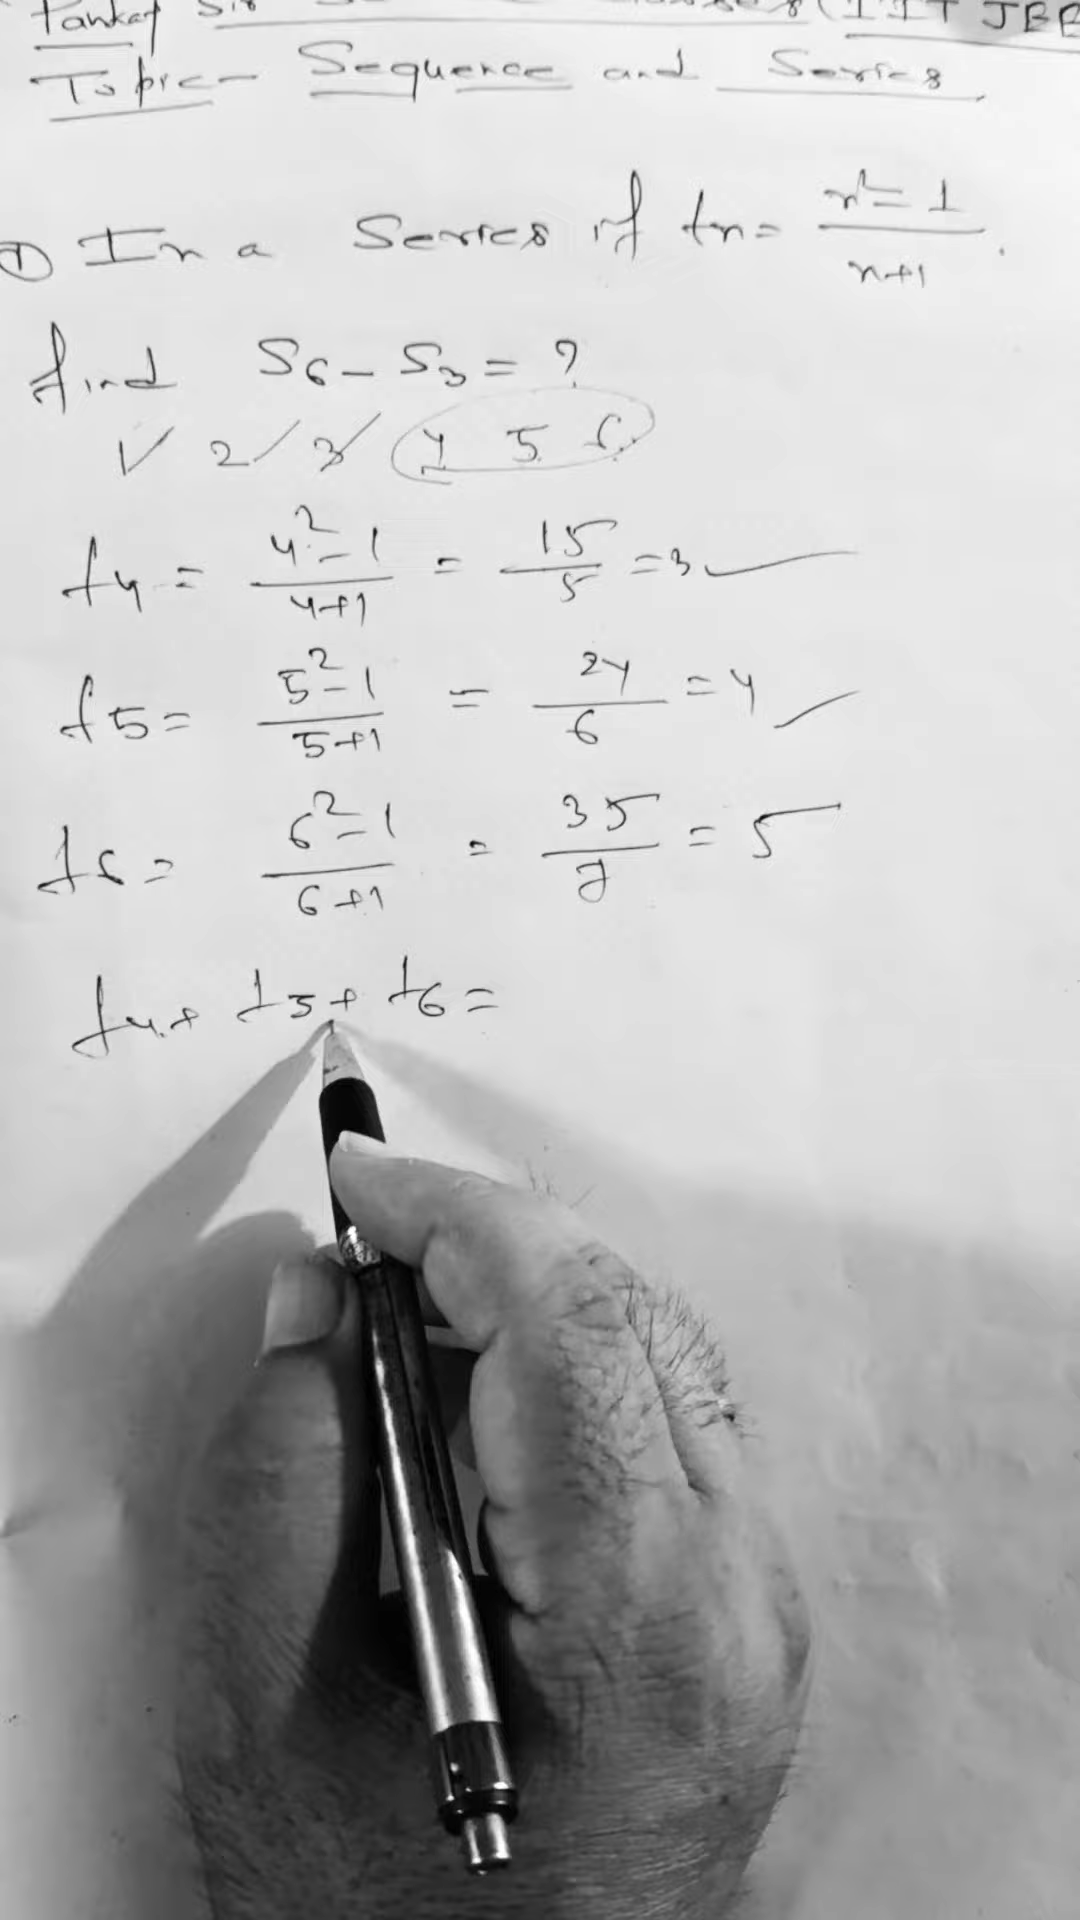 Pankaj Sir (IIT JEE
Topic- Sequence and Series
① In a Series if tn= n²-1/n+1.
find S6-S3=?
1 2 3 4 5 6
t4= 4²-1/4+1 = 15/5 =3
t5= 5²-1/5+1 = 24/6 =4
t6= 6²-1/6+1 = 35/7 = 5
t4+ t5+ t6=